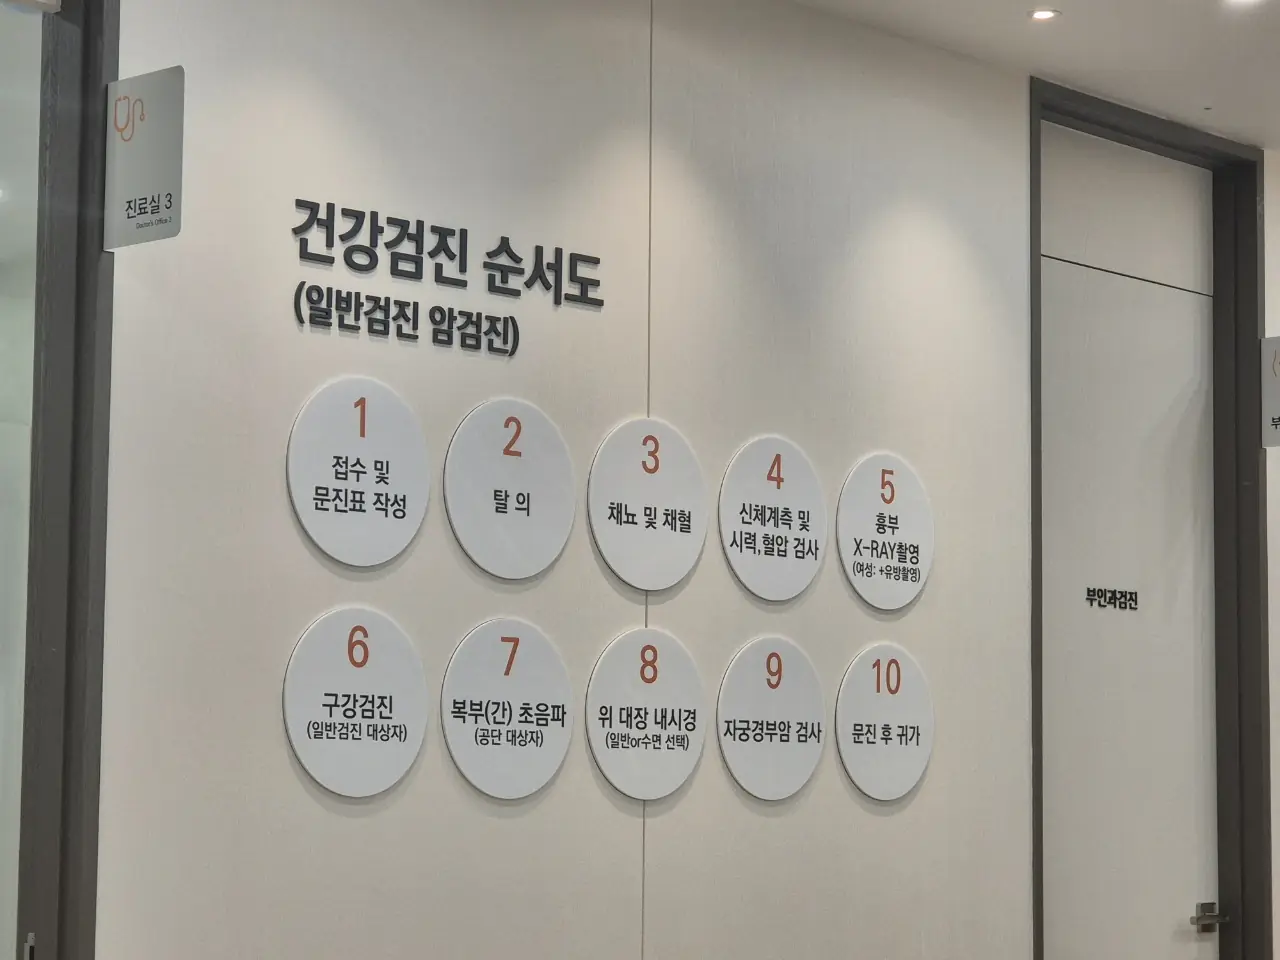 진료실 3
Doctor's Office 3
건강검진 순서도
(일반검진 암검진)
1
접수 및
문진표 작성
2
탈 의
3
채뇨 및 채혈
4
신체계측 및
시력,혈압 검사
5
흉부
X-RAY촬영
(여성: +유방촬영)
6
구강검진
(일반검진 대상자)
7
복부(간) 초음파
(공단 대상자)
8
위 대장 내시경
(일반or수면 선택)
9
자궁경부암 검사
10
문진 후 귀가
부인과검진
부